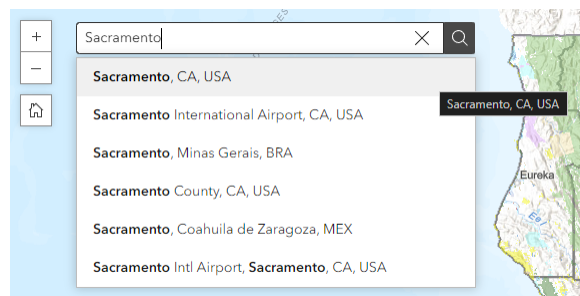 Sacramento
Sacramento, CA, USA
Sacramento, CA, USA
Sacramento International Airport, CA, USA
Sacramento, Minas Gerais, BRA
Eureka
Sacramento County, CA, USA
Sacramento, Coahuila de Zaragoza, MEX
Eel
Sacramento Intl Airport, Sacramento, CA, USA